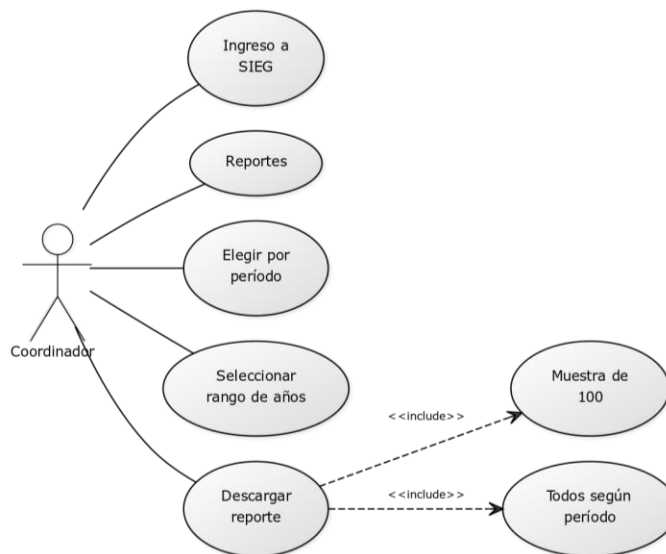 Ingreso a
SIEG
Reportes
Elegir por
período
Coordinador
Seleccionar
rango de años
Muestra de
100
<<include>>
Descargar
reporte
<<include>>
Todos según
período